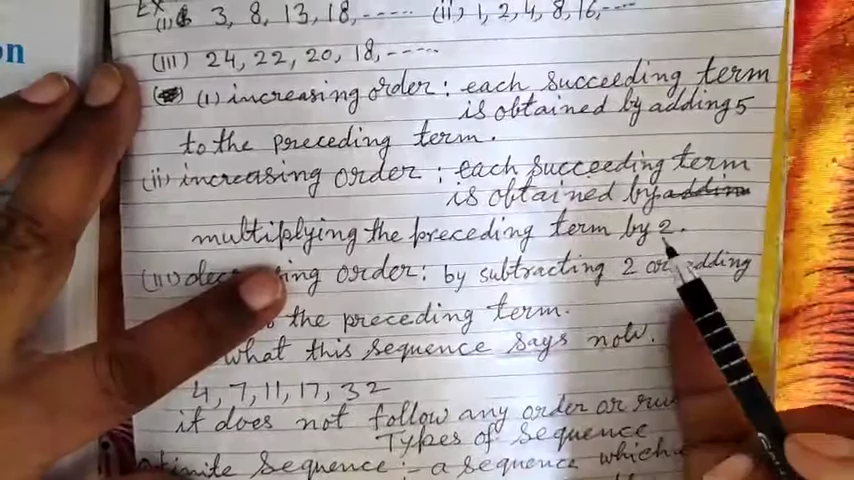 Ex
(i) 3, 8, 13, 18, ---- (ii) 1, 2, 4, 8, 16, ----
(iii) 24, 22, 20, 18, ----
(i) increasing order : each succeeding term
is obtained by adding 5
to the preceding term.
(ii) increasing order : each succeeding term
is obtained by
multiplying the preceding term by 2.
(iii) order : by subtracting 2 or adding
to the preceding term.
what this sequence says now.
4, 7, 11, 17, 32
it does not follow any order or
Types of sequence
sequence :- a sequence which
on